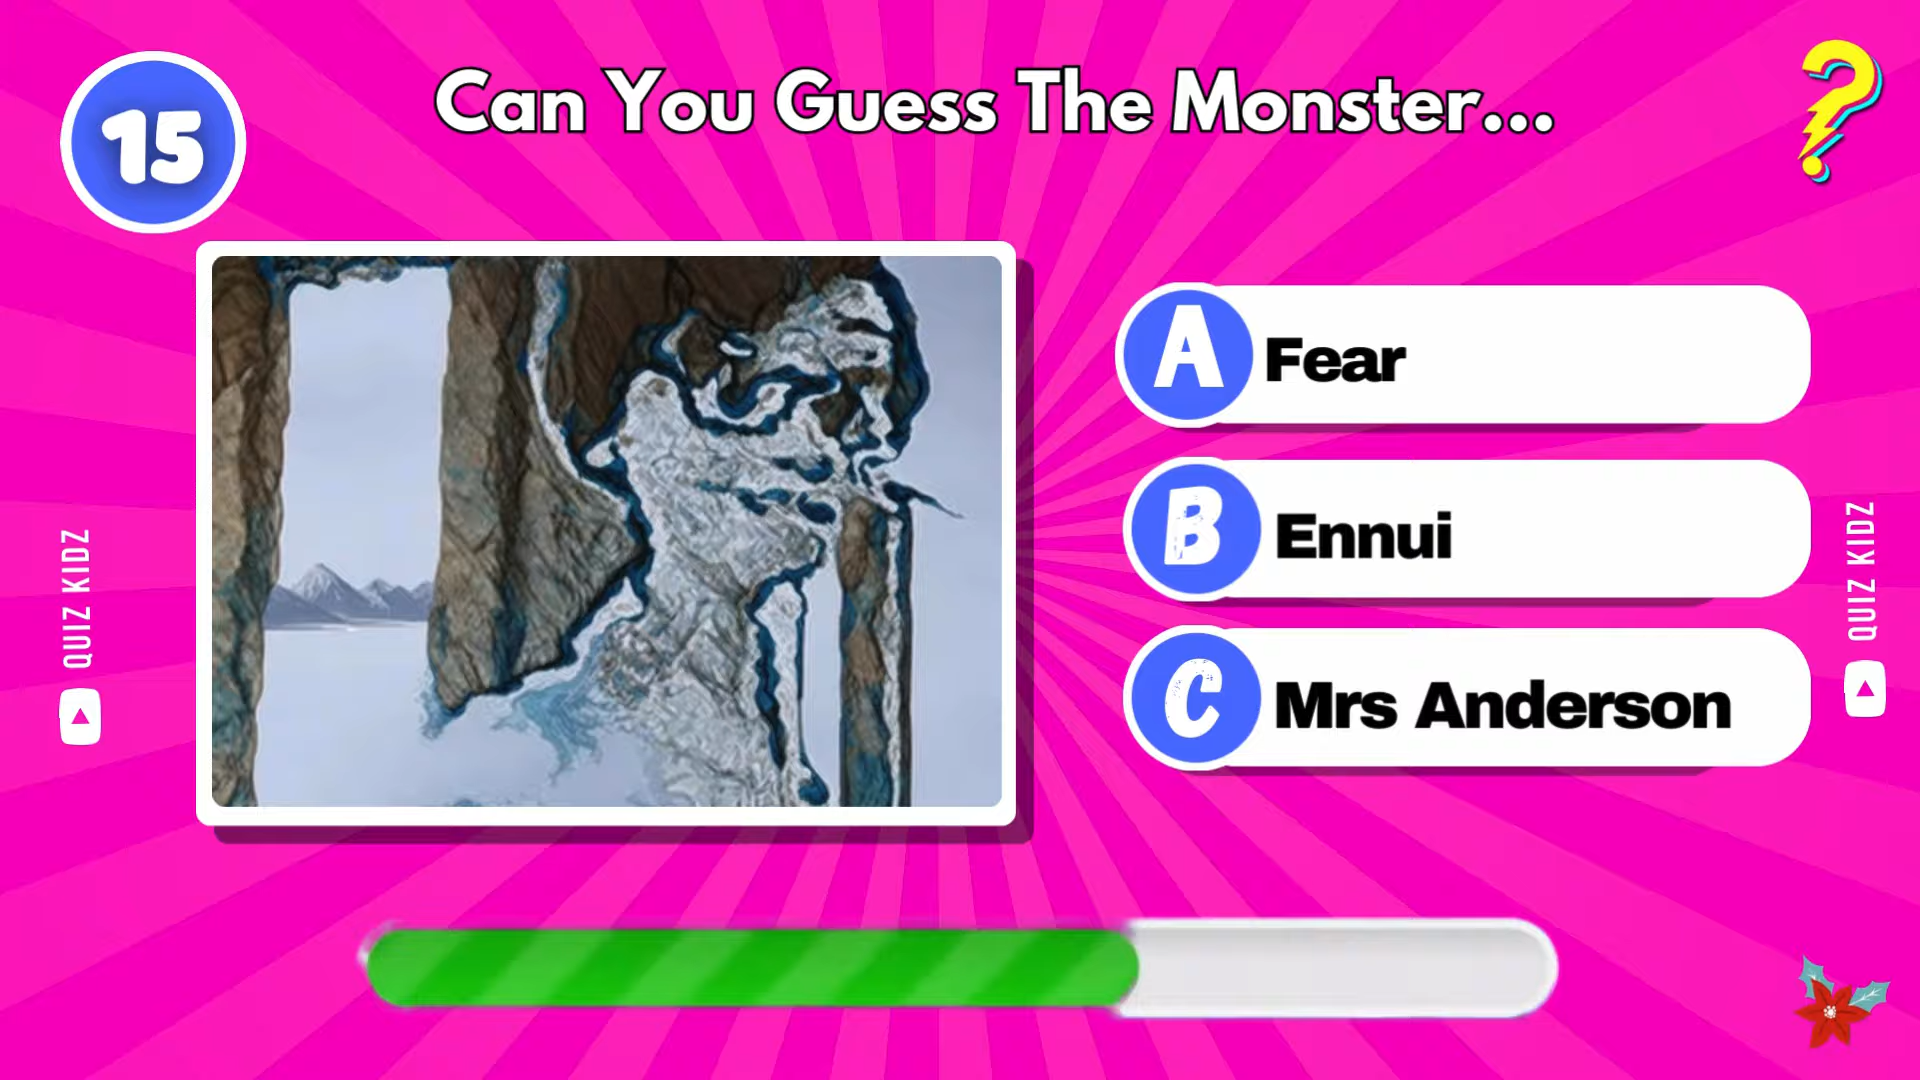 15
Can You Guess The Monster...
A Fear
B Ennui
C Mrs Anderson
QUIZ KIDZ
QUIZ KIDZ